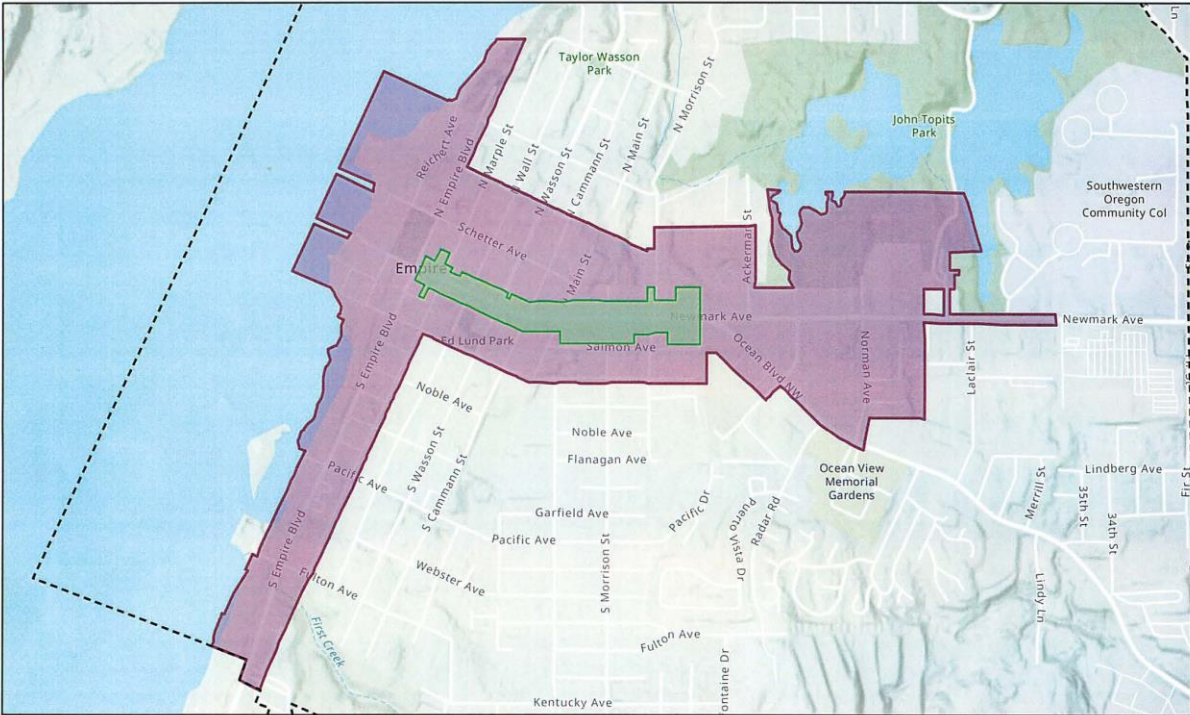 Ln
Taylor Wasson
Park
N Morrison St
John Topits
Park
Reichert Ave
N Empire Blvd
N Marple St
N Wall St
N Wasson St
N Cammann St
N Main St
Southwestern
Oregon
Community Col
Schetter Ave
Ackerman St
Empire
N Main St
Newmark Ave
Newmark Ave
S Empire Blvd
Ed Lund Park
Salmon Ave
Ocean Blvd NW
Norman Ave
Laclair St
Noble Ave
Noble Ave
Flanagan Ave
S Wasson St
S Cammann St
Pacific Ave
Ocean View
Memorial
Gardens
Lindberg Ave
Fir St
Merrill St
35th St
34th St
Garfield Ave
Pacific Dr
Puerto Vista Dr
Radar Rd
Pacific Ave
S Empire Blvd
S Morrison St
Fulton Ave
Webster Ave
Lindy Ln
First Creek
Fulton Ave
Kentucky Ave